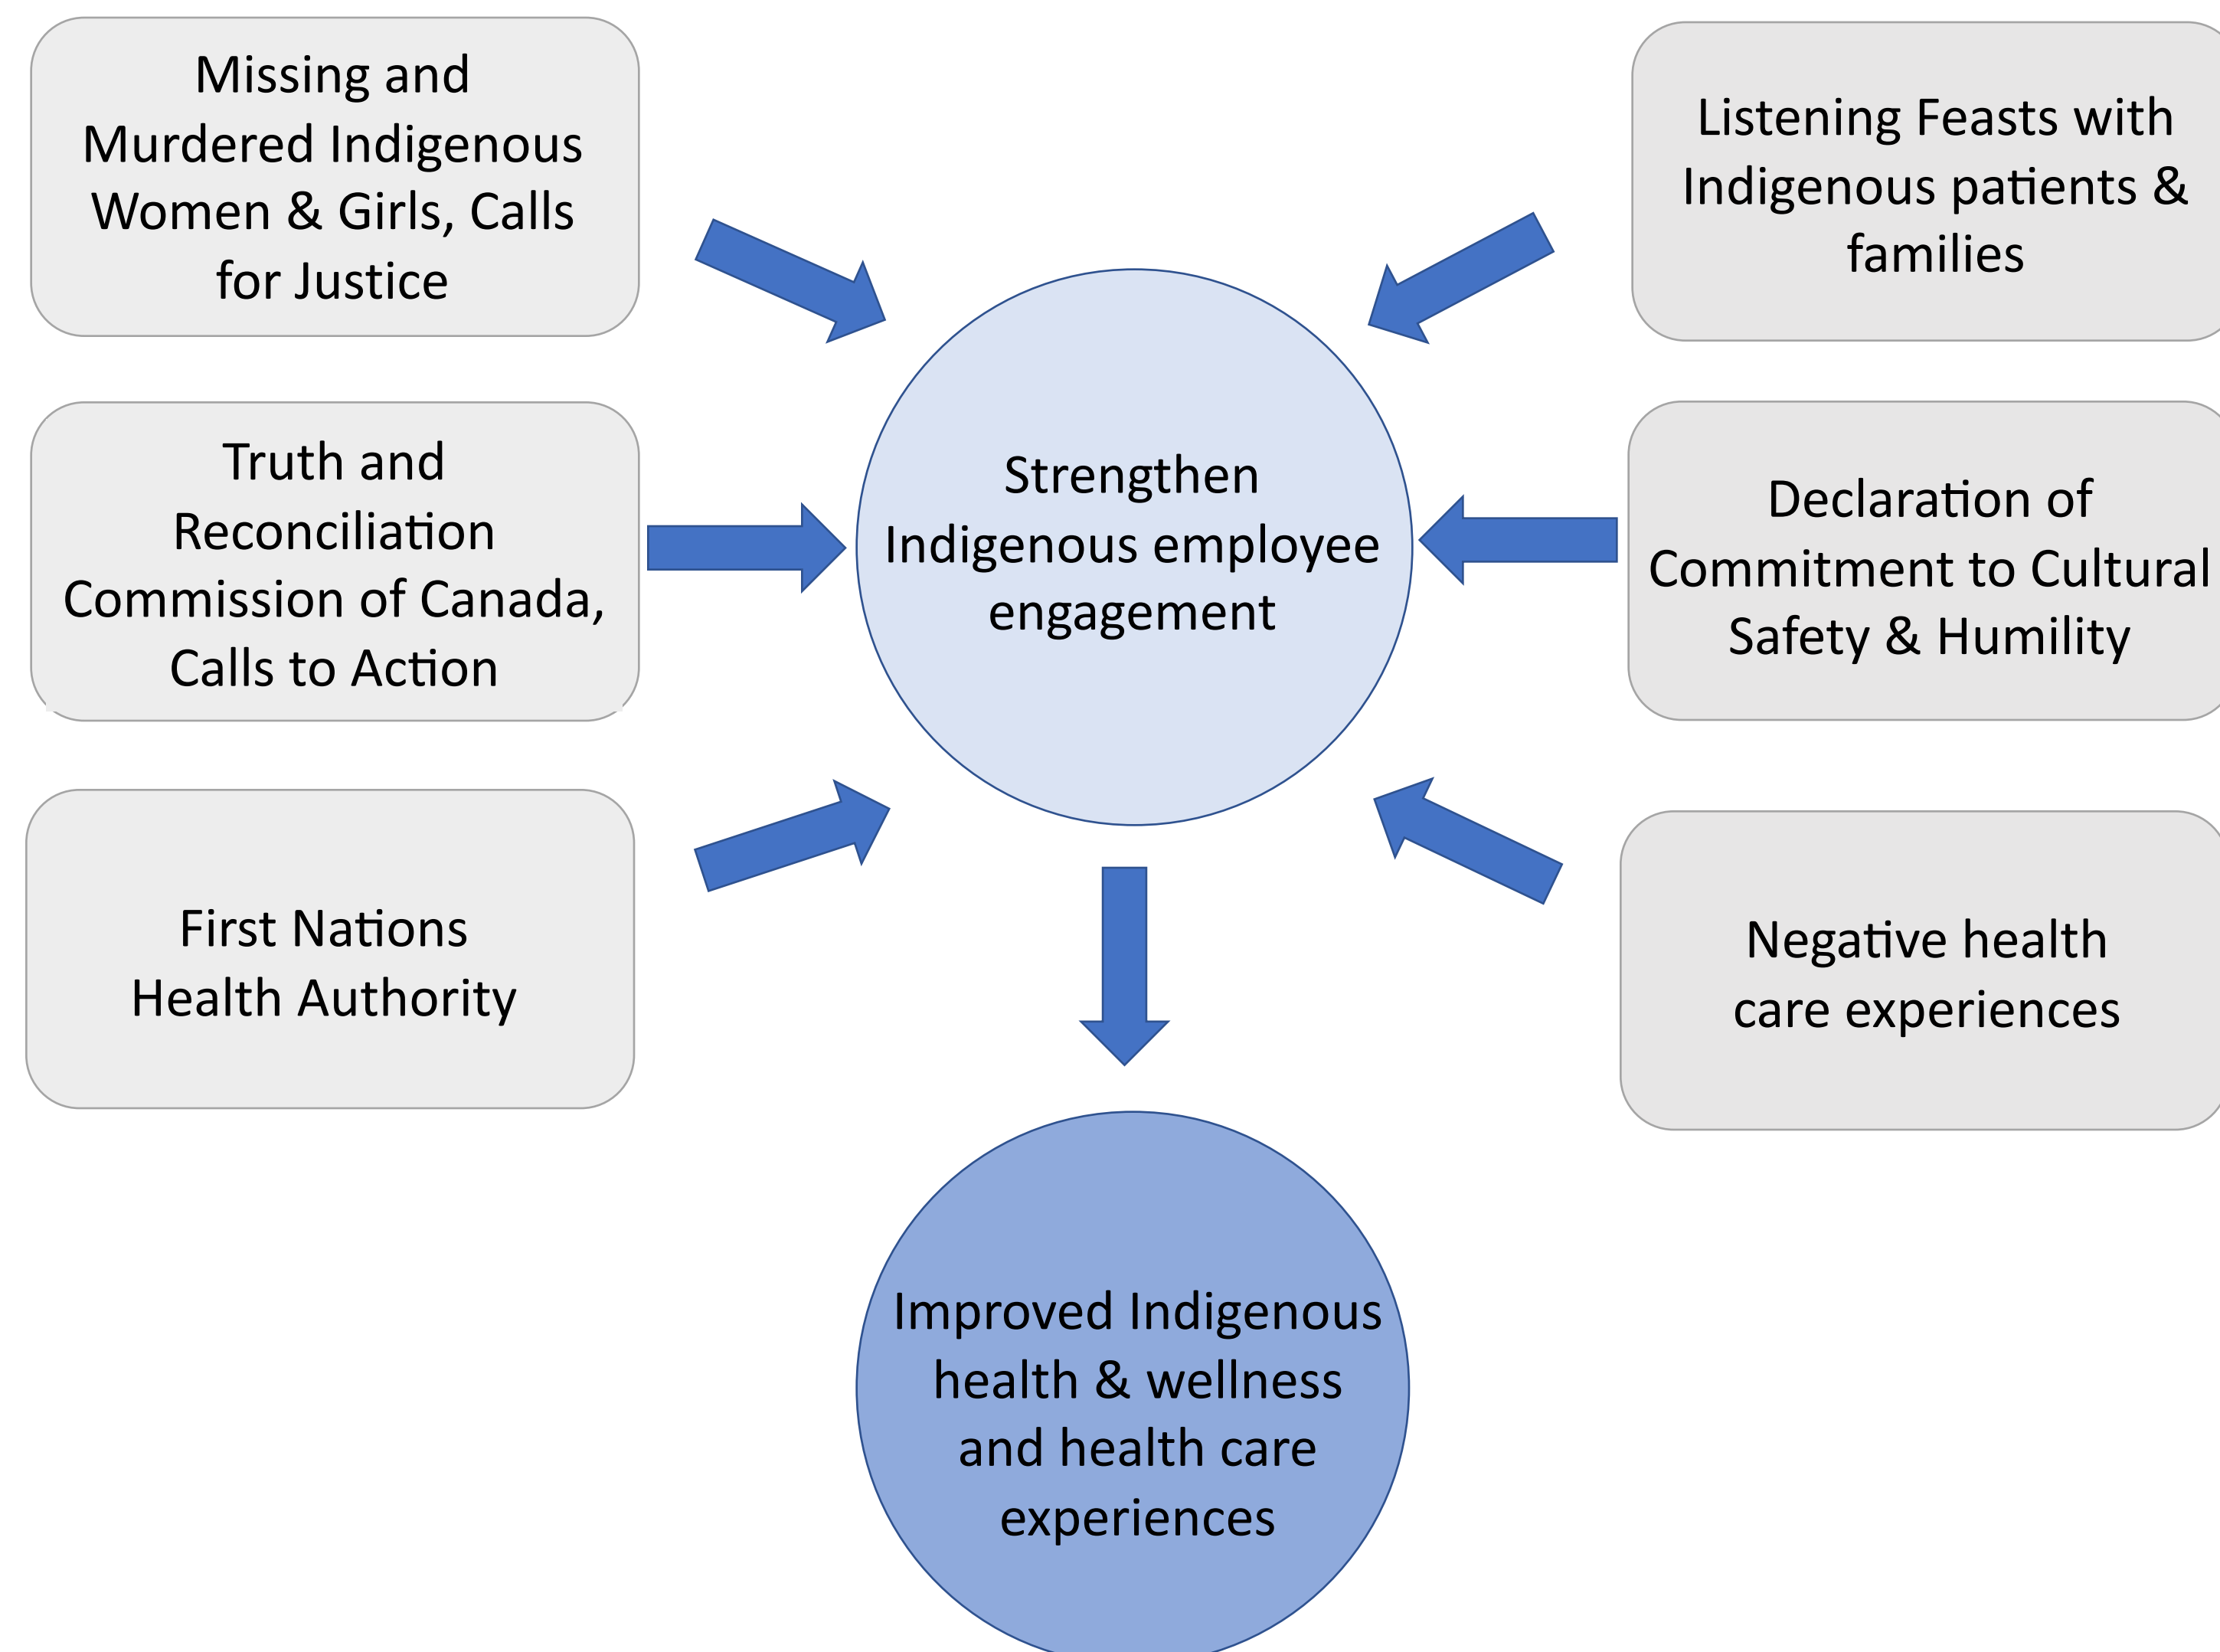 Missing and
Murdered Indigenous
Women & Girls, Calls
for Justice
Listening Feasts with
Indigenous patients &
families
Truth and
Reconciliation
Commission of Canada,
Calls to Action
Strengthen
Indigenous employee
engagement
Declaration of
Commitment to Cultural
Safety & Humility
First Nations
Health Authority
Negative health
care experiences
Improved Indigenous
health & wellness
and health care
experiences